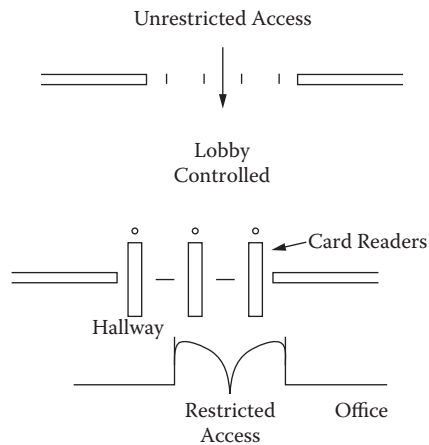 Unrestricted Access
Lobby
Controlled
Card Readers
Hallway
Restricted
Access
Office